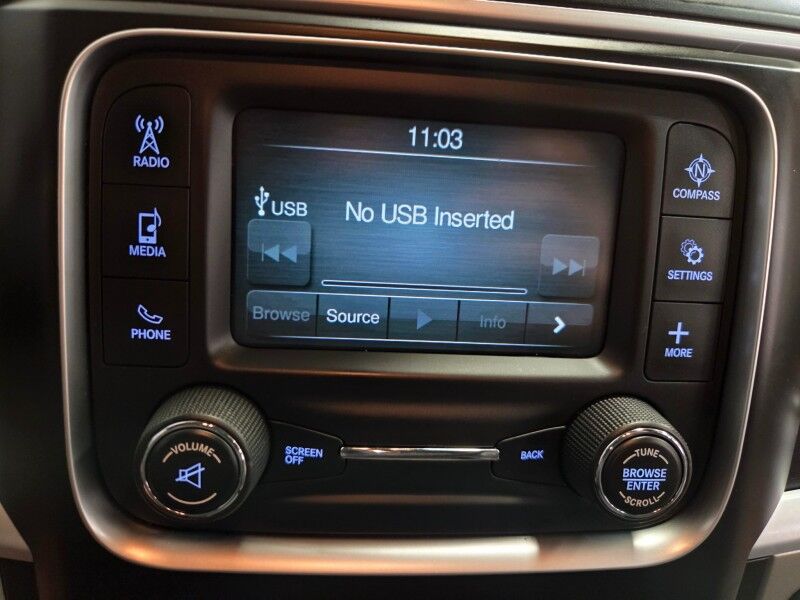 11:03
RADIO
MEDIA
PHONE
USB
No USB Inserted
Browse
Source
Info
N
COMPASS
SETTINGS
MORE
VOLUME
SCREEN
OFF
BACK
TUNE
BROWSE
ENTER
SCROLL